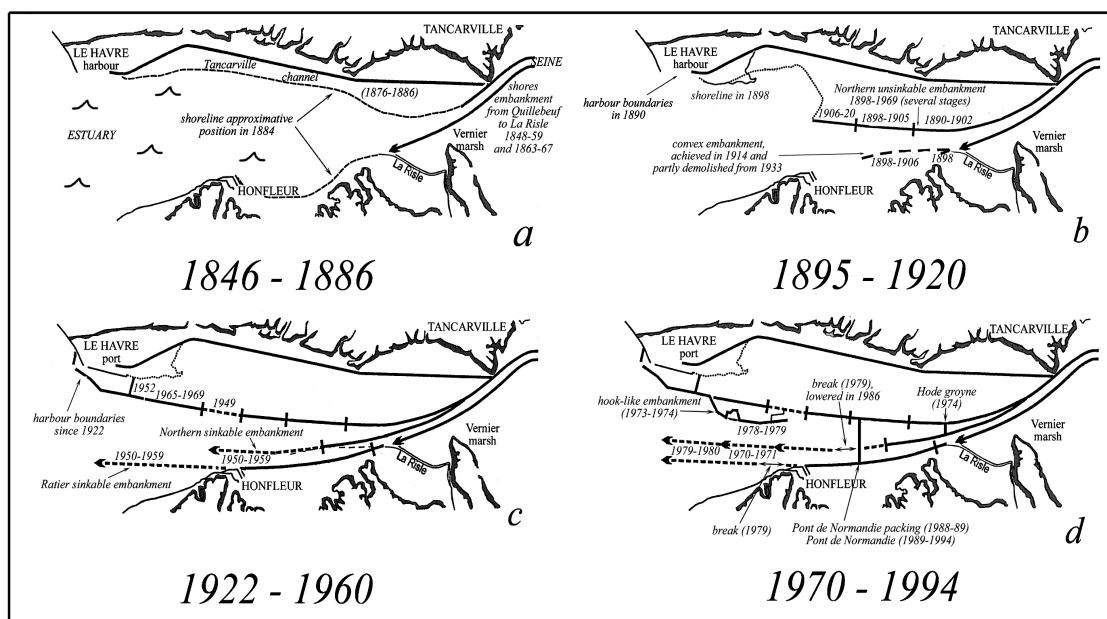 TANCARVILLE
LE HAVRE
harbour
SEINE
Tancarville
channel
(1876-1886)
shores
embankment
from Quillebeuf
to La Risle
1848-59
and 1863-67
shoreline approximative
position in 1884
ESTUARY
Vernier
marsh
La Risle
HONFLEUR
a
1846 - 1886
TANCARVILLE
LE HAVRE
harbour
shoreline in 1898
harbour boundaries
in 1890
Northern unsinkable embankment
1898-1969 (several stages)
1906-20
1898-1905
1890-1902
Vernier
marsh
convex embankment,
achieved in 1914 and
partly demolished from 1933
1898-1906
1898
La Risle
HONFLEUR
b
1895 - 1920
TANCARVILLE
LE HAVRE
port
1952
1965-1969
1949
harbour boundaries
since 1922
Northern sinkable embankment
Vernier
marsh
1950-1959
1950-1959
La Risle
Ratier sinkable embankment
HONFLEUR
c
1922 - 1960
TANCARVILLE
LE HAVRE
port
break (1979),
lowered in 1986
Hode groyne
(1974)
hook-like embankment
(1973-1974)
1978-1979
Vernier
marsh
1979-1980
1970-1971
La Risle
HONFLEUR
break (1979)
Pont de Normandie packing (1988-89)
Pont de Normandie (1989-1994)
d
1970 - 1994